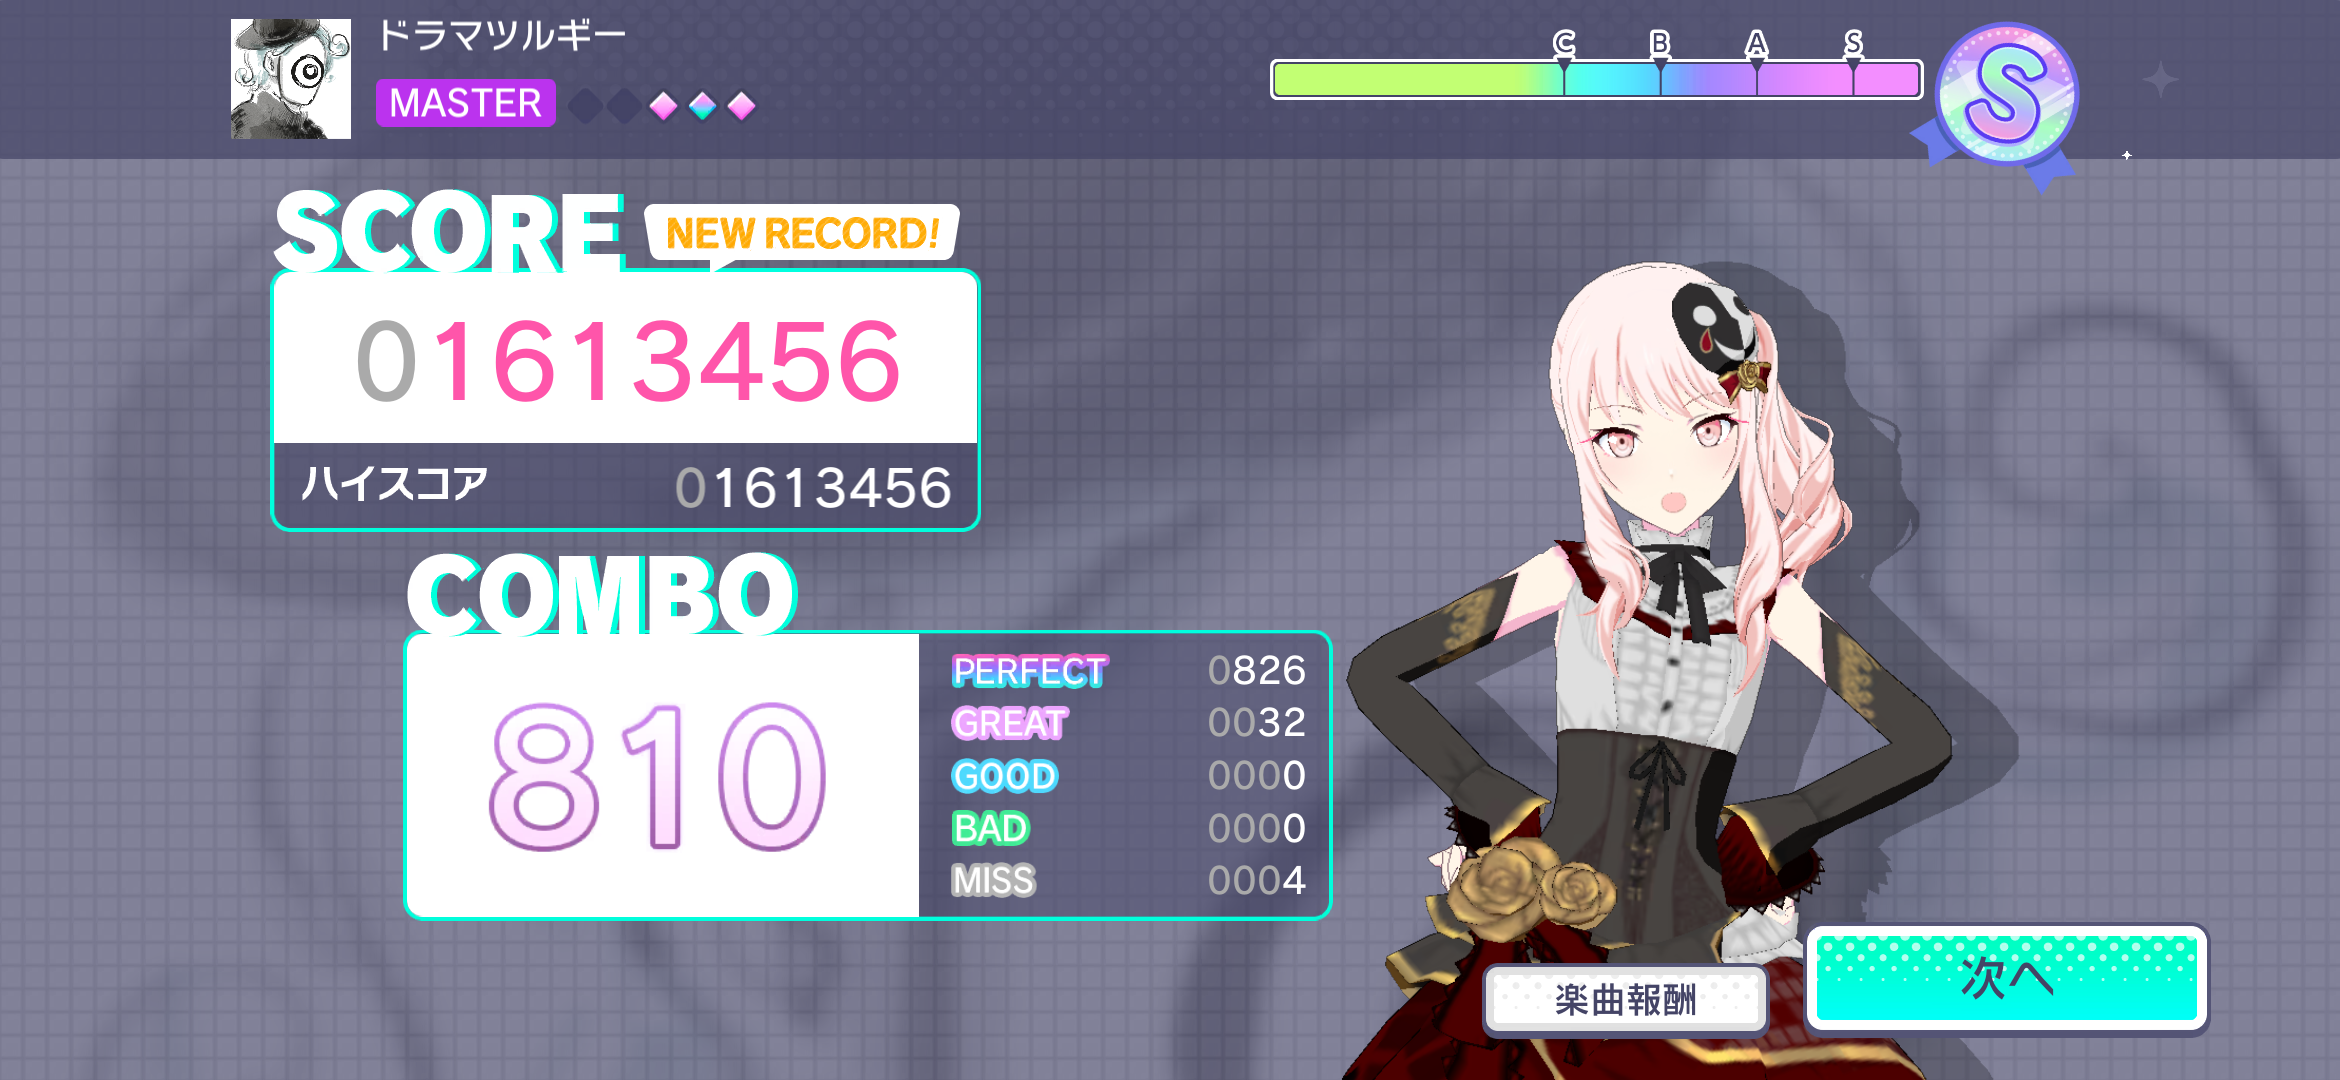 ドラマツルギー
MASTER
C B A S
S
SCORE
NEW RECORD!
01613456
ハイスコア 01613456
COMBO
810
PERFECT 0826
GREAT 0032
GOOD 0000
BAD 0000
MISS 0004
楽曲報酬
次へ